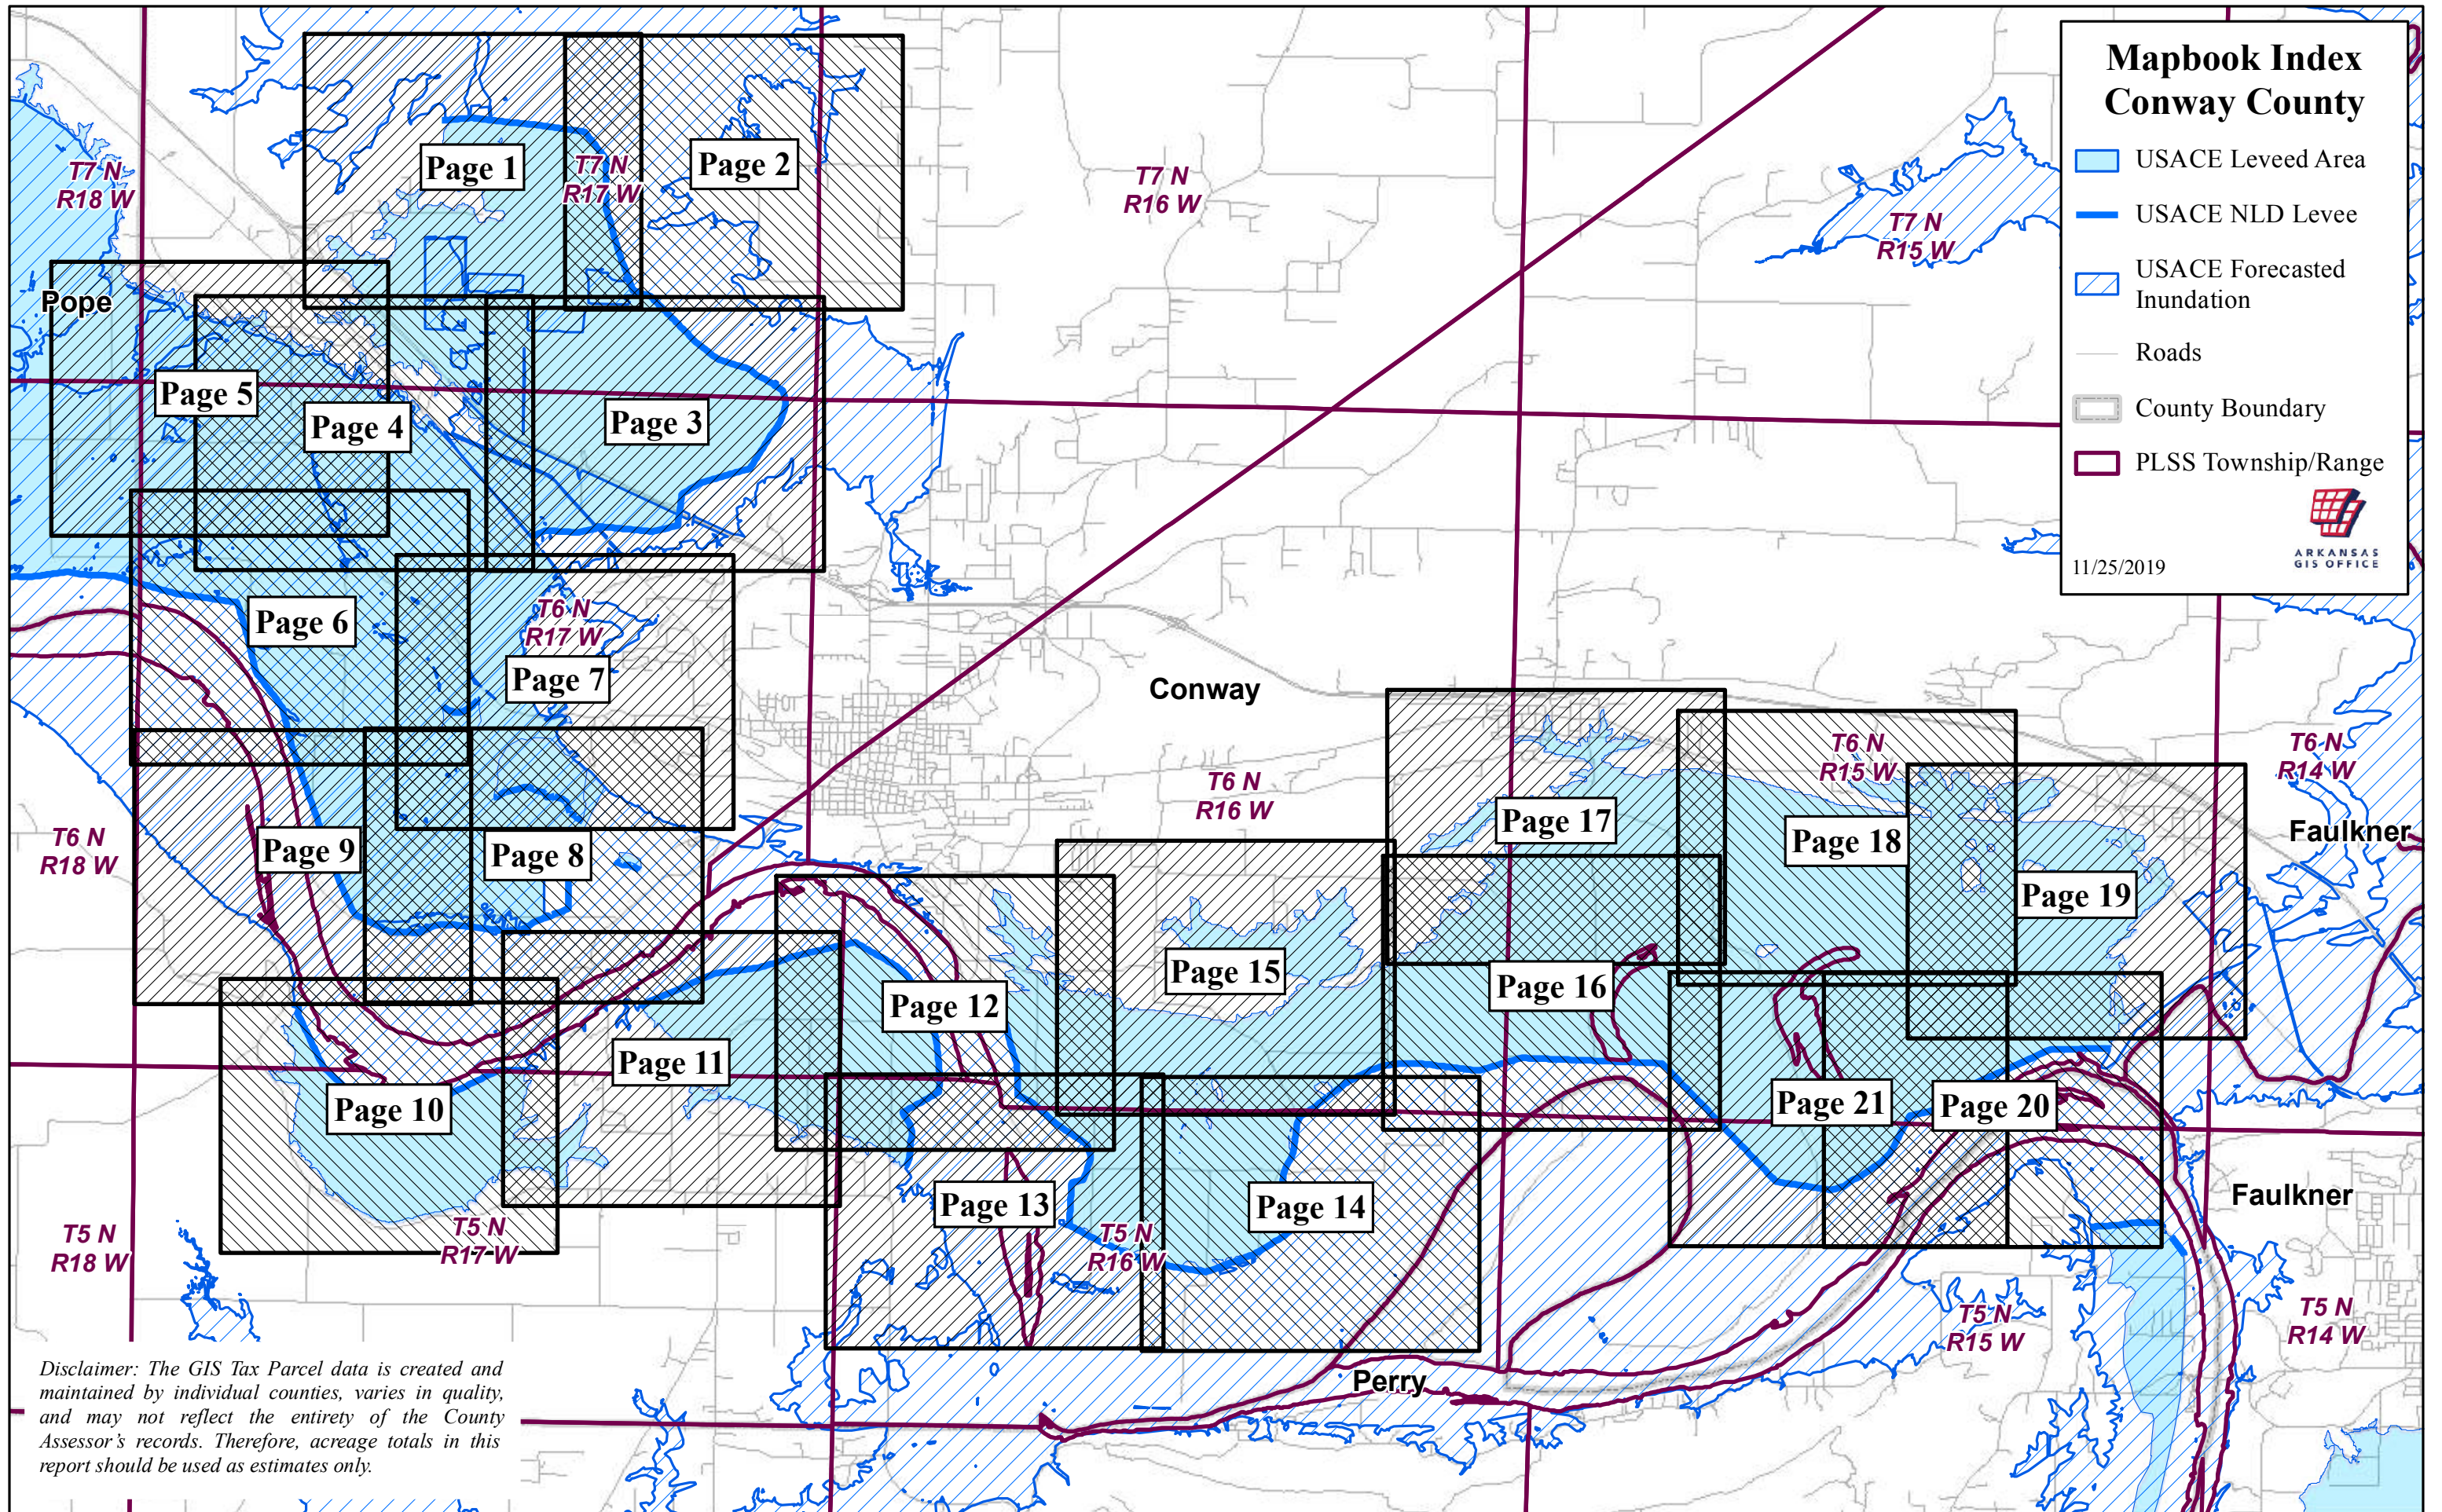 Mapbook Index
Conway County
USACE Leveed Area
USACE NLD Levee
USACE Forecasted
Inundation
Roads
County Boundary
PLSS Township/Range
11/25/2019
ARKANSAS
GIS OFFICE
Page 1
Page 2
T7 N
R18 W
T7 N
R17 W
T7 N
R16 W
T7 N
R15 W
Pope
Page 5
Page 4
Page 3
Page 6
T6 N
R17 W
Page 7
Conway
T6 N
R16 W
T6 N
R15 W
T6 N
R14 W
T6 N
R18 W
Page 9
Page 8
Page 17
Page 18
Faulkner
Page 19
Page 15
Page 16
Page 12
Page 11
Page 10
Page 21
Page 20
Page 13
Page 14
Faulkner
T5 N
R18 W
T5 N
R17 W
T5 N
R16 W
T5 N
R15 W
T5 N
R14 W
Perry
Disclaimer: The GIS Tax Parcel data is created and
maintained by individual counties, varies in quality,
and may not reflect the entirety of the County
Assessor's records. Therefore, acreage totals in this
report should be used as estimates only.